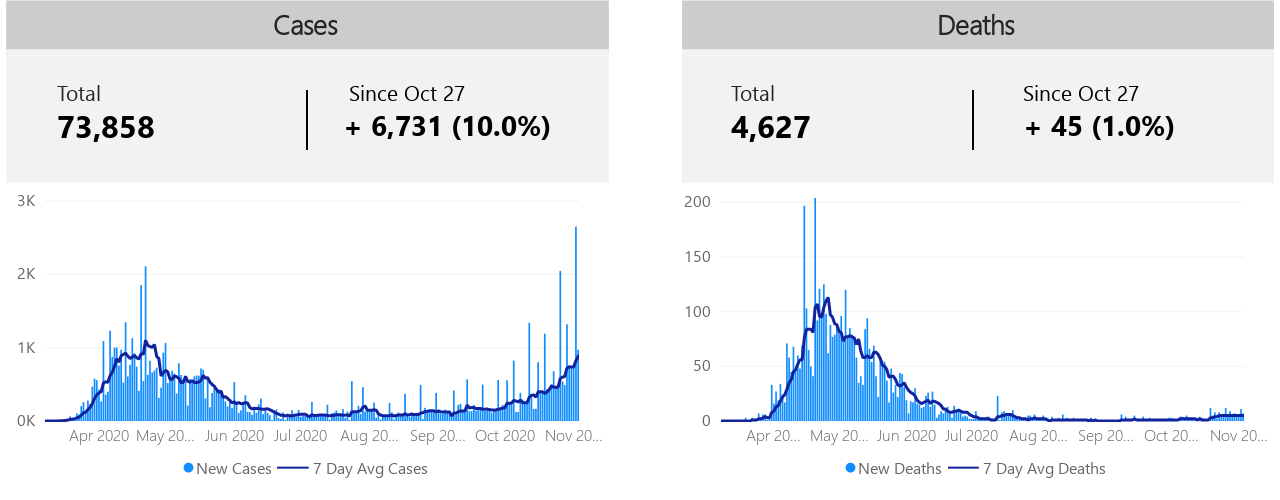 Cases
Total
73,858
Since Oct 27
+ 6,731 (10.0%)
3K
2K
1K
0K
Apr 2020 May 20... Jun 2020 Jul 2020 Aug 20... Sep 20... Oct 2020 Nov 20...
New Cases 7 Day Avg Cases
Deaths
Total
4,627
Since Oct 27
+ 45 (1.0%)
200
150
100
50
0
Apr 20... May 20... Jun 2020 Jul 2020 Aug 20... Sep 20... Oct 20... Nov 20...
New Deaths 7 Day Avg Deaths